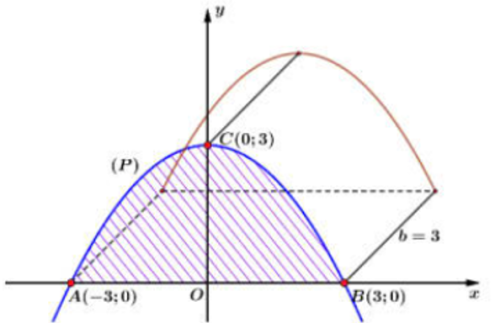 y
C(0;3)
(P)
b = 3
A(−3;0)
O
B(3;0)
x